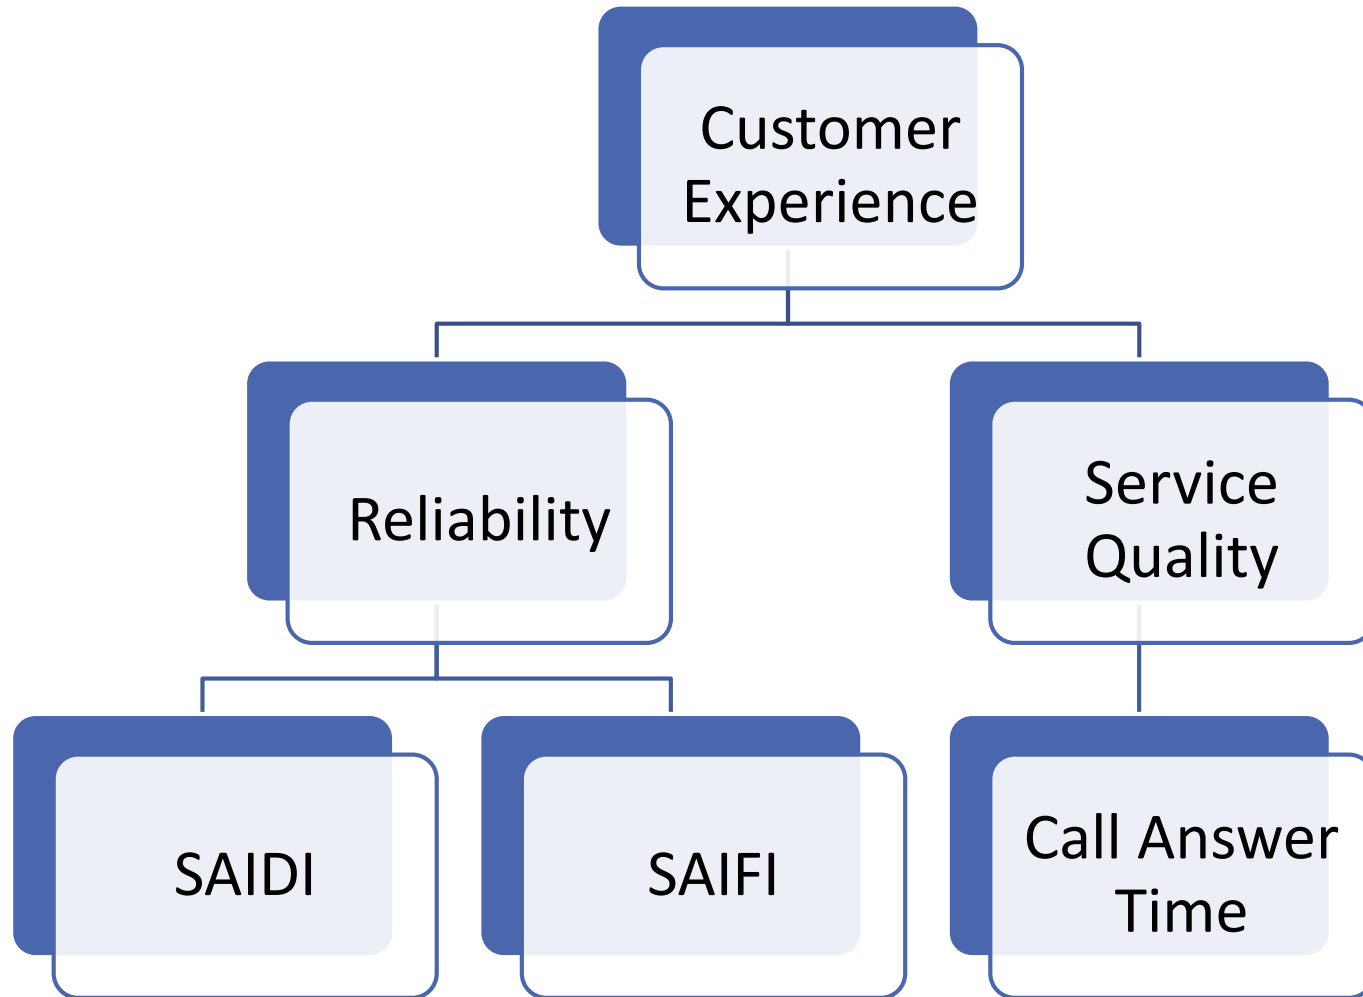 Customer
Experience
Reliability
Service
Quality
SAIDI
SAIFI
Call Answer
Time